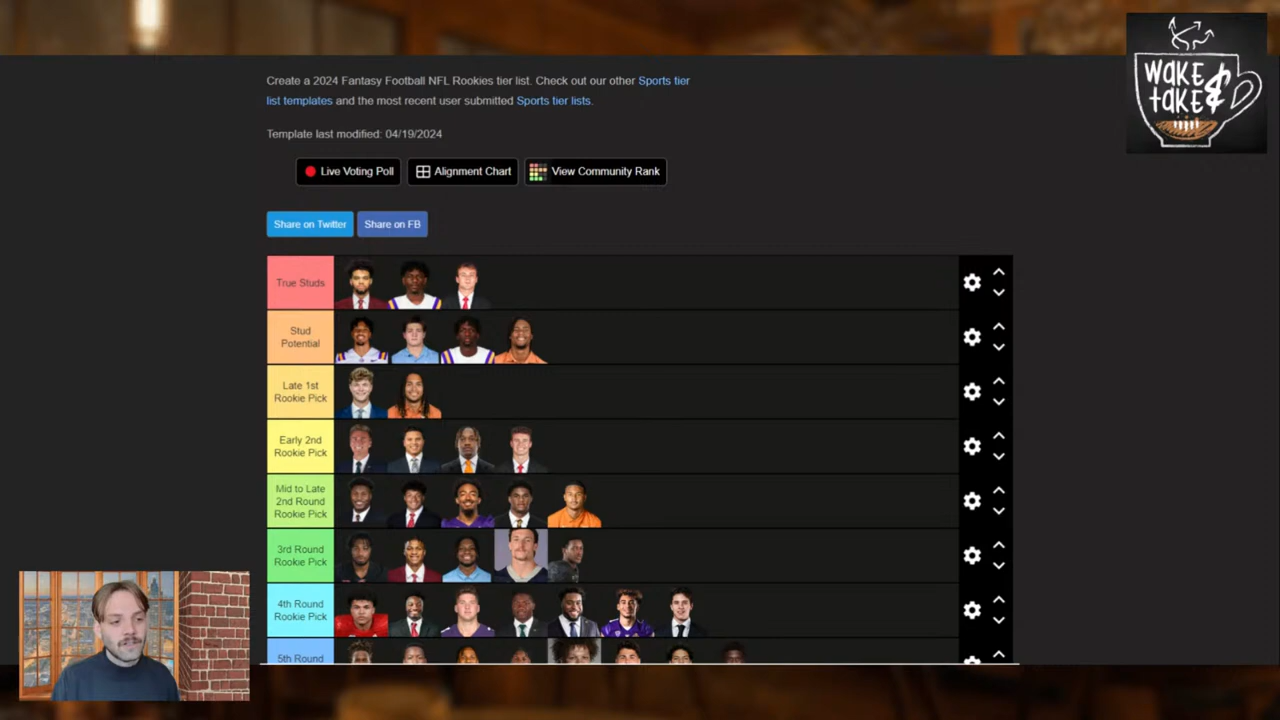 Create a 2024 Fantasy Football NFL Rookies tier list. Check out our other Sports tier
list templates and the most recent user submitted Sports tier lists.
Template last modified: 04/19/2024
Live Voting Poll
Alignment Chart
View Community Rank
Share on Twitter
Share on FB
True Studs
Stud
Potential
Late 1st
Rookie Pick
Early 2nd
Rookie Pick
Mid to Late
2nd Round
Rookie Pick
3rd Round
Rookie Pick
4th Round
Rookie Pick
5th Round
WAKE &
TAKE